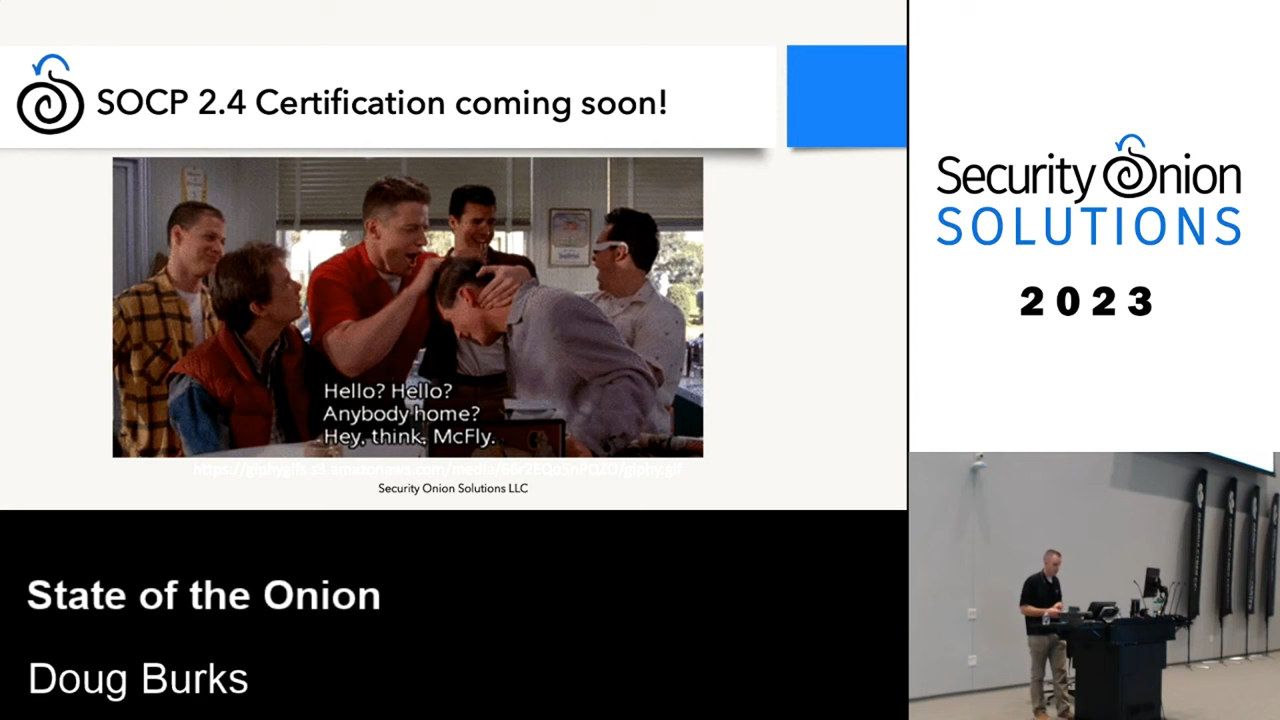 SOCP 2.4 Certification coming soon!
Hello? Hello?
Anybody home?
Hey, think, McFly.
Security Onion Solutions LLC
Security Onion
SOLUTIONS
2023
State of the Onion
Doug Burks